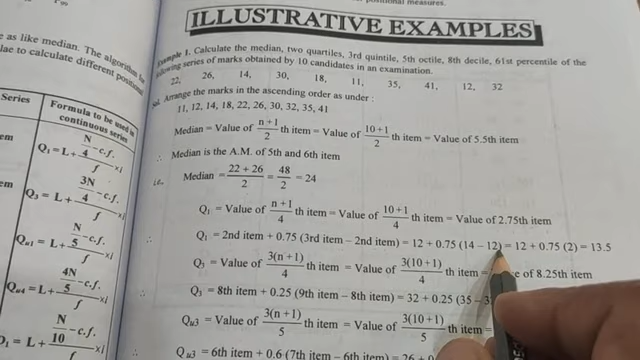 positional measures.
ILLUSTRATIVE EXAMPLES
e as like median. The algorithm
lae to calculate different positional
Series
Formula to be used in
continuous series
em
Q₁ = L + (N/4 - c.f.)/f × i
em
Q₃ = L + (3N/4 - c.f.)/f × i
Qu1 = L + (N/5 - c.f.)/f × i
Qu4 = L + (4N/5 - c.f.)/f × i
D₁ = L + (N/10 - c.f.)/f × i
Example 1. Calculate the median, two quartiles, 3rd quintile, 5th octile, 8th decile, 61st percentile of the
following series of marks obtained by 10 candidates in an examination.
22, 26, 14, 30, 18, 11, 35, 41, 12, 32
Sol. Arrange the marks in the ascending order as under :
11, 12, 14, 18, 22, 26, 30, 32, 35, 41
Median = Value of (n+1)/2 th item = Value of (10+1)/2 th item = Value of 5.5th item
∴ Median is the A.M. of 5th and 6th item
i.e., Median = (22 + 26)/2 = 48/2 = 24
Q₁ = Value of (n+1)/4 th item = Value of (10+1)/4 th item = Value of 2.75th item
∴ Q₁ = 2nd item + 0.75 (3rd item – 2nd item) = 12 + 0.75 (14 – 12) = 12 + 0.75 (2) = 13.5
Q₃ = Value of 3(n+1)/4 th item = Value of 3(10+1)/4 th item = of 8.25th item
∴ Q₃ = 8th item + 0.25 (9th item – 8th item) = 32 + 0.25 (35 – 3
Qu3 = Value of 3(n+1)/5 th item = Value of 3(10+1)/5 th item =
∴ Qu3 = 6th item + 0.6 (7th item – 6th item) = 26 + 0